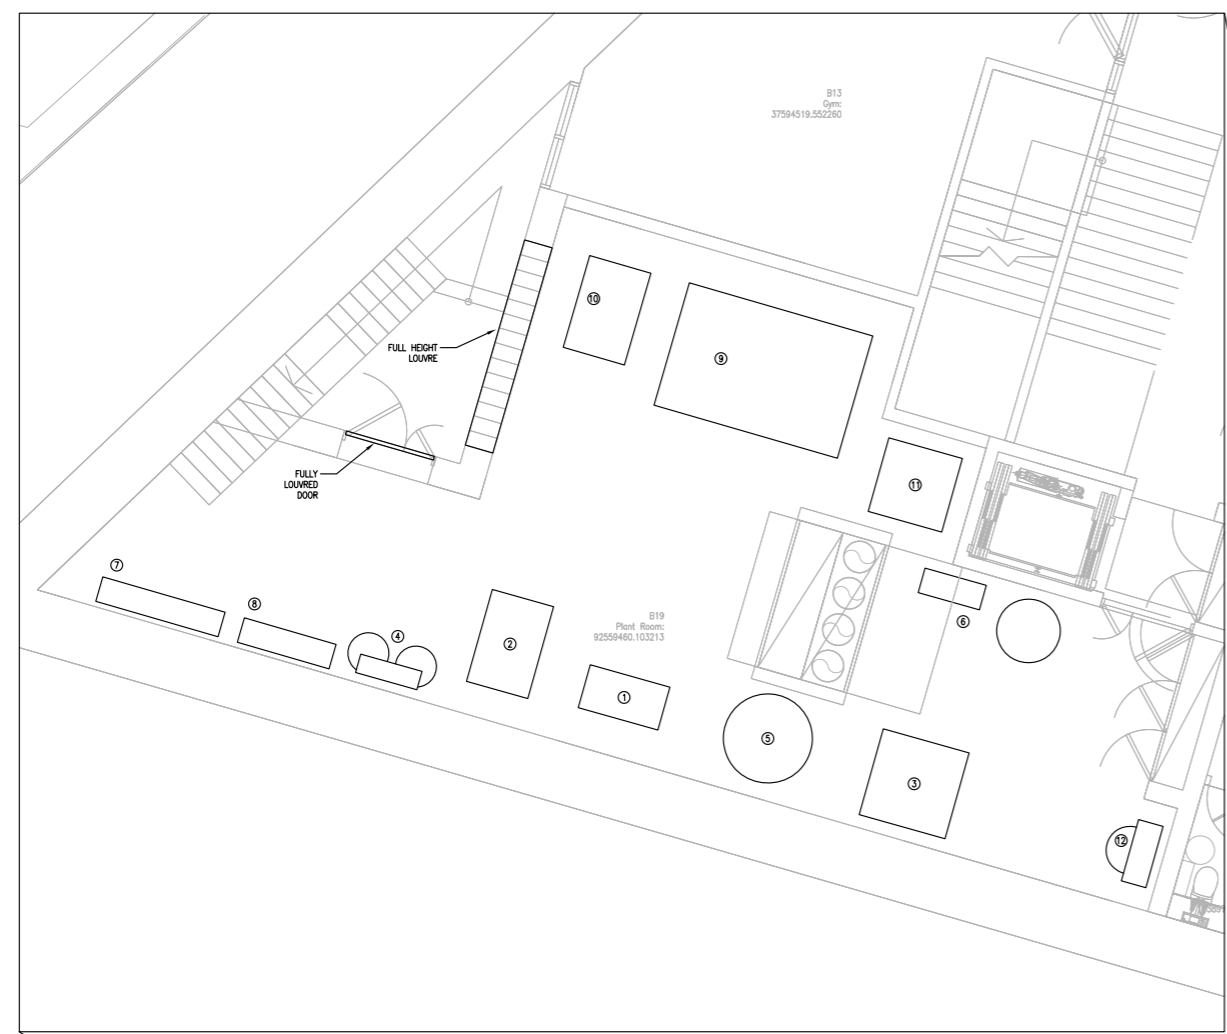 B13
Gym:
37594519.552260
⑩
FULL HEIGHT
LOUVRE
⑨
FULLY
LOUVRED
DOOR
⑪
⑦
⑧
④
②
B19
Plant Room:
92559460.103213
⑥
①
⑤
③
⑫